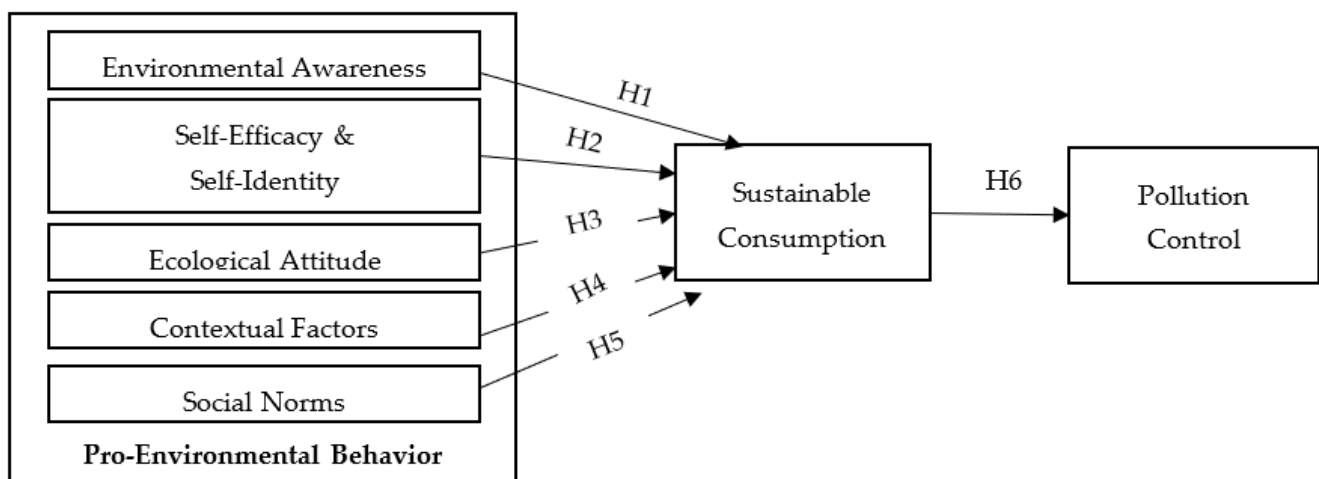 Environmental Awareness
Self-Efficacy &
Self-Identity
Ecological Attitude
Contextual Factors
Social Norms
Pro-Environmental Behavior
H1
H2
H3
H4
H5
Sustainable
Consumption
H6
Pollution
Control